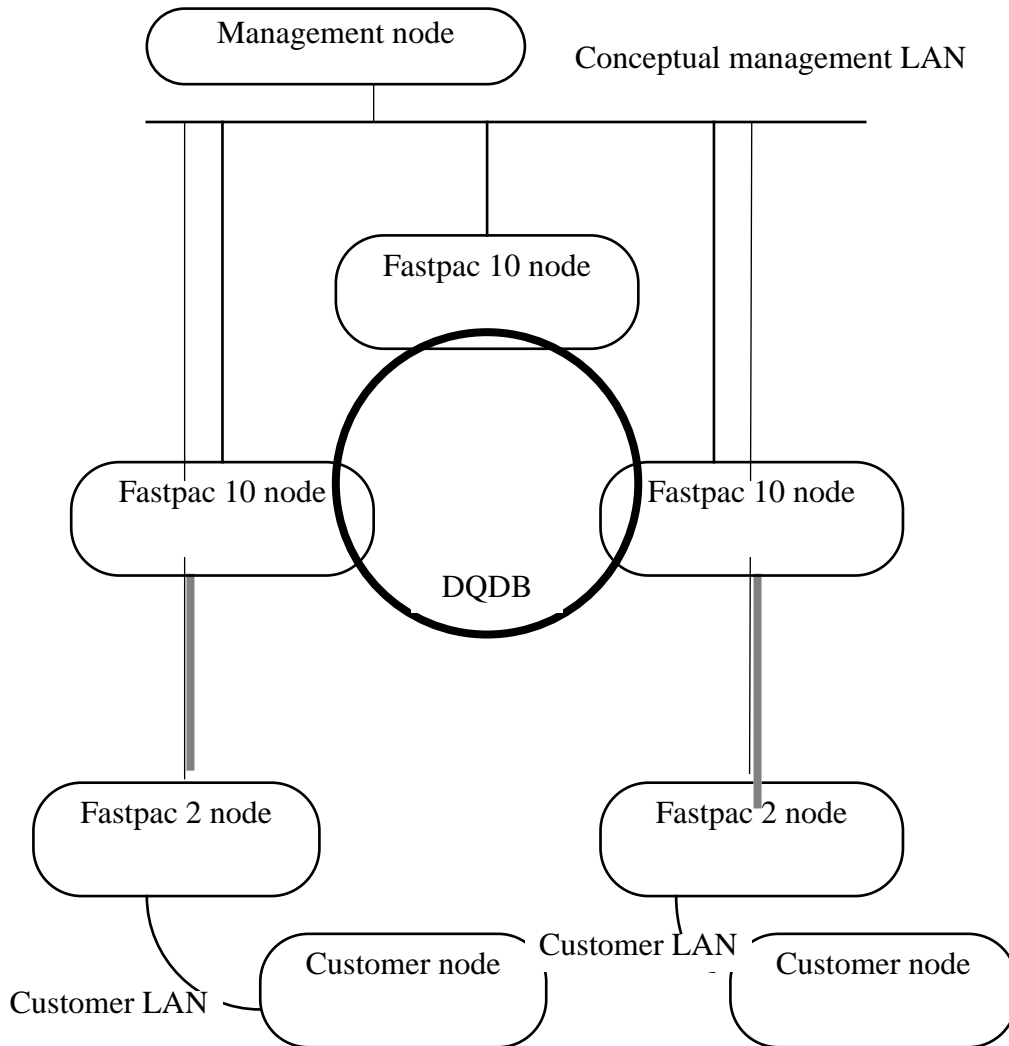 Management node
Conceptual management LAN
Fastpac 10 node
Fastpac 10 node
Fastpac 10 node
DQDB
Fastpac 2 node
Fastpac 2 node
Customer LAN
Customer node
Customer node
Customer LAN